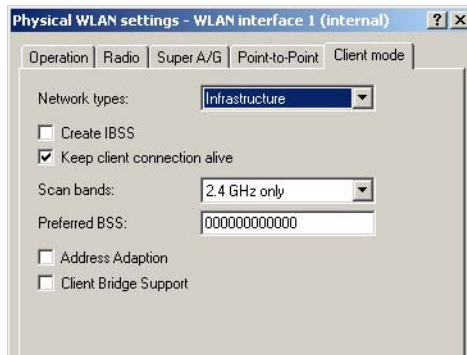 Physical WLAN settings - WLAN interface 1 (internal)
Operation Radio Super A/G Point-to-Point Client mode
Network types: Infrastructure
Create IBSS
Keep client connection alive
Scan bands: 2.4 GHz only
Preferred BSS: 000000000000
Address Adaption
Client Bridge Support